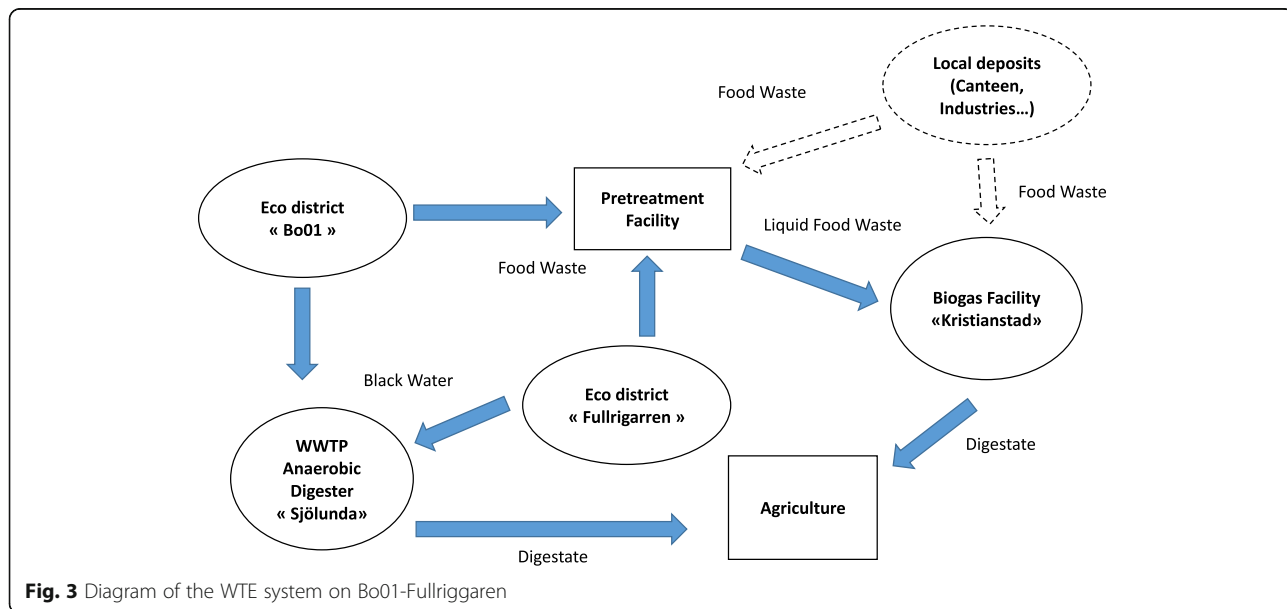 Local deposits
(Canteen,
Industries...)
Food Waste
Food Waste
Eco district
« Bo01 »
Pretreatment
Facility
Liquid Food Waste
Food Waste
Biogas Facility
«Kristianstad»
Black Water
Eco district
« Fullrigarren »
WWTP
Anaerobic
Digester
« Sjölunda»
Digestate
Agriculture
Digestate
Fig. 3 Diagram of the WTE system on Bo01-Fullriggaren